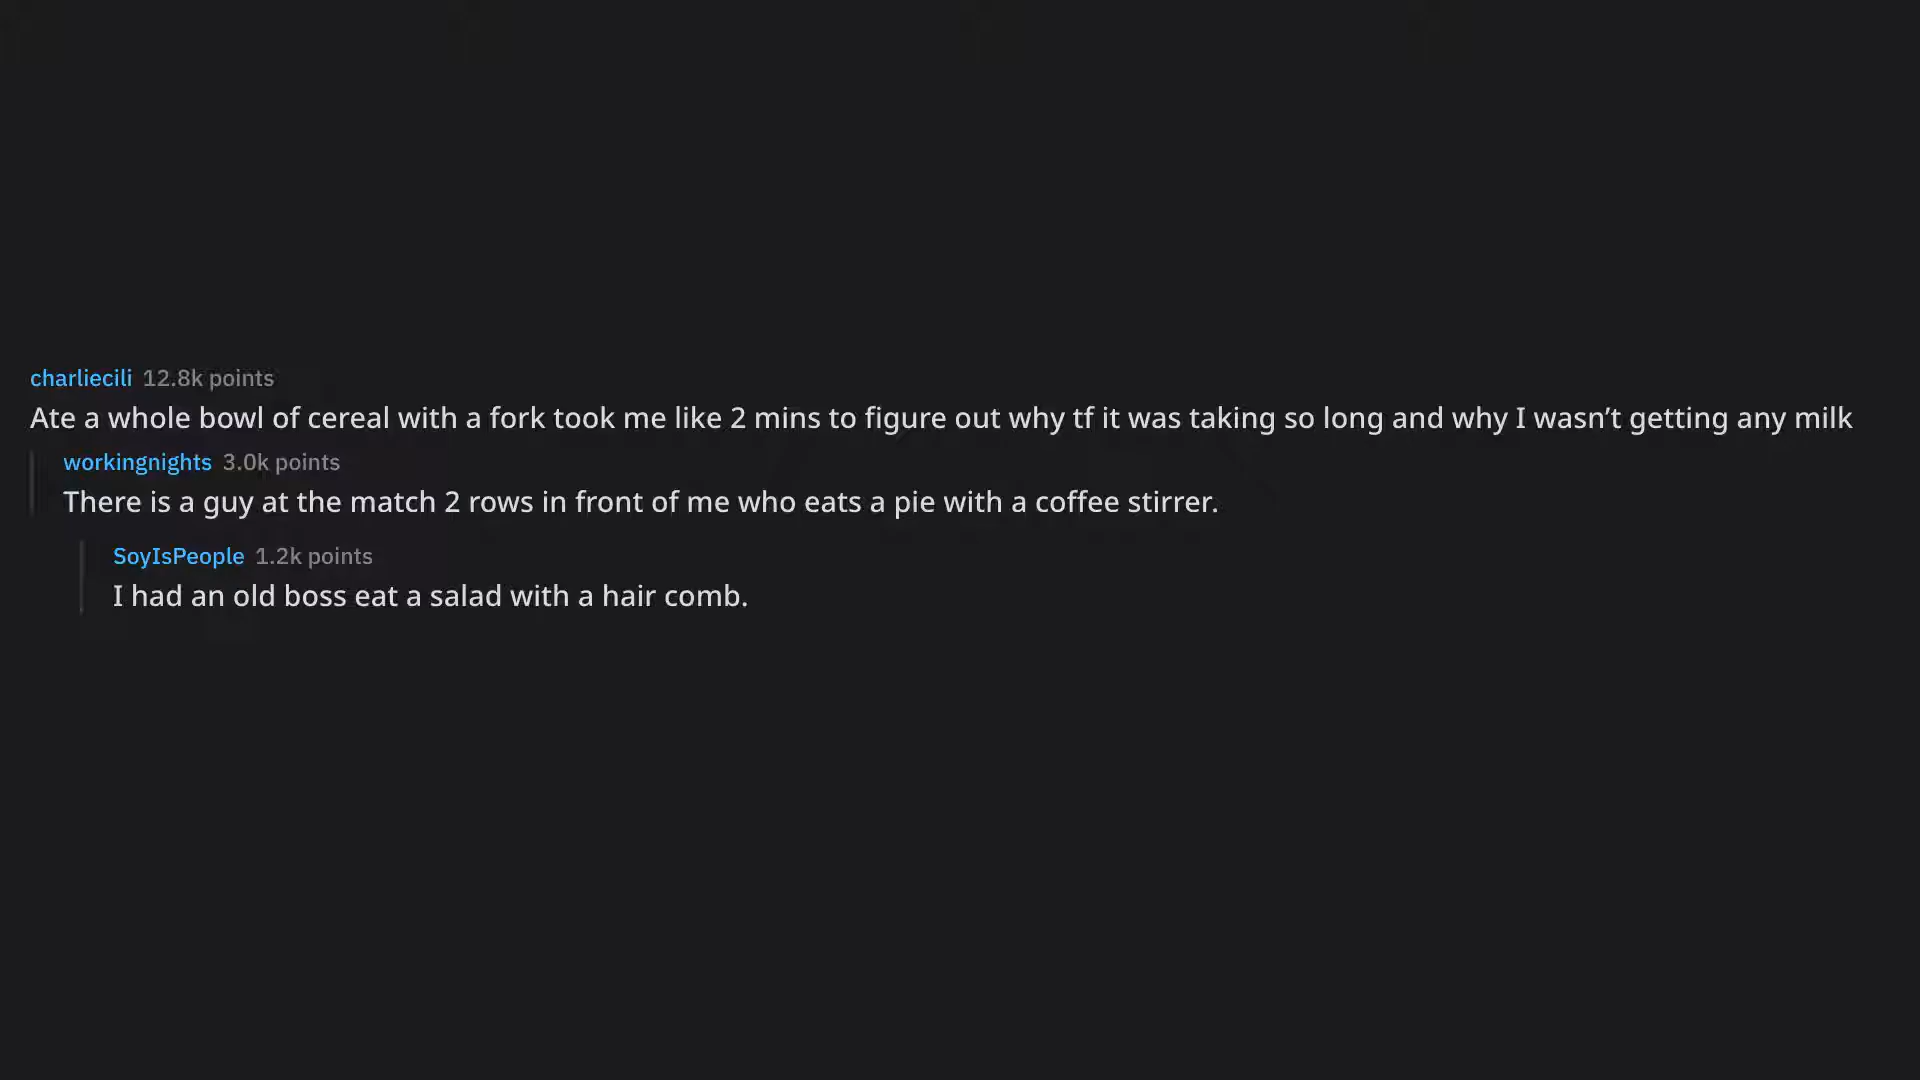 charliecili 12.8k points
Ate a whole bowl of cereal with a fork took me like 2 mins to figure out why tf it was taking so long and why I wasn’t getting any milk
workingnights 3.0k points
There is a guy at the match 2 rows in front of me who eats a pie with a coffee stirrer.
SoyIsPeople 1.2k points
I had an old boss eat a salad with a hair comb.